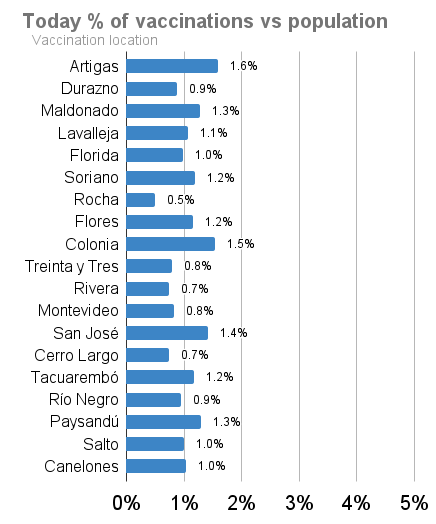 Today % of vaccinations vs population
Vaccination location
Artigas 1.6%
Durazno 0.9%
Maldonado 1.3%
Lavalleja 1.1%
Florida 1.0%
Soriano 1.2%
Rocha 0.5%
Flores 1.2%
Colonia 1.5%
Treinta y Tres 0.8%
Rivera 0.7%
Montevideo 0.8%
San José 1.4%
Cerro Largo 0.7%
Tacuarembó 1.2%
Río Negro 0.9%
Paysandú 1.3%
Salto 1.0%
Canelones 1.0%
0% 1% 2% 3% 4% 5%